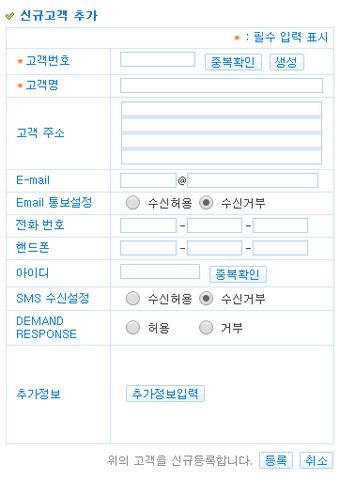 신규고객 추가
★ : 필수 입력 표시
★고객번호 중복확인 생성
★고객명
고객 주소
E-mail @
Email 통보설정 수신허용 수신거부
전화 번호 - -
핸드폰 - -
아이디 중복확인
SMS 수신설정 수신허용 수신거부
DEMAND
RESPONSE 허용 거부
추가정보 추가정보입력
위의 고객을 신규등록합니다. 등록 취소